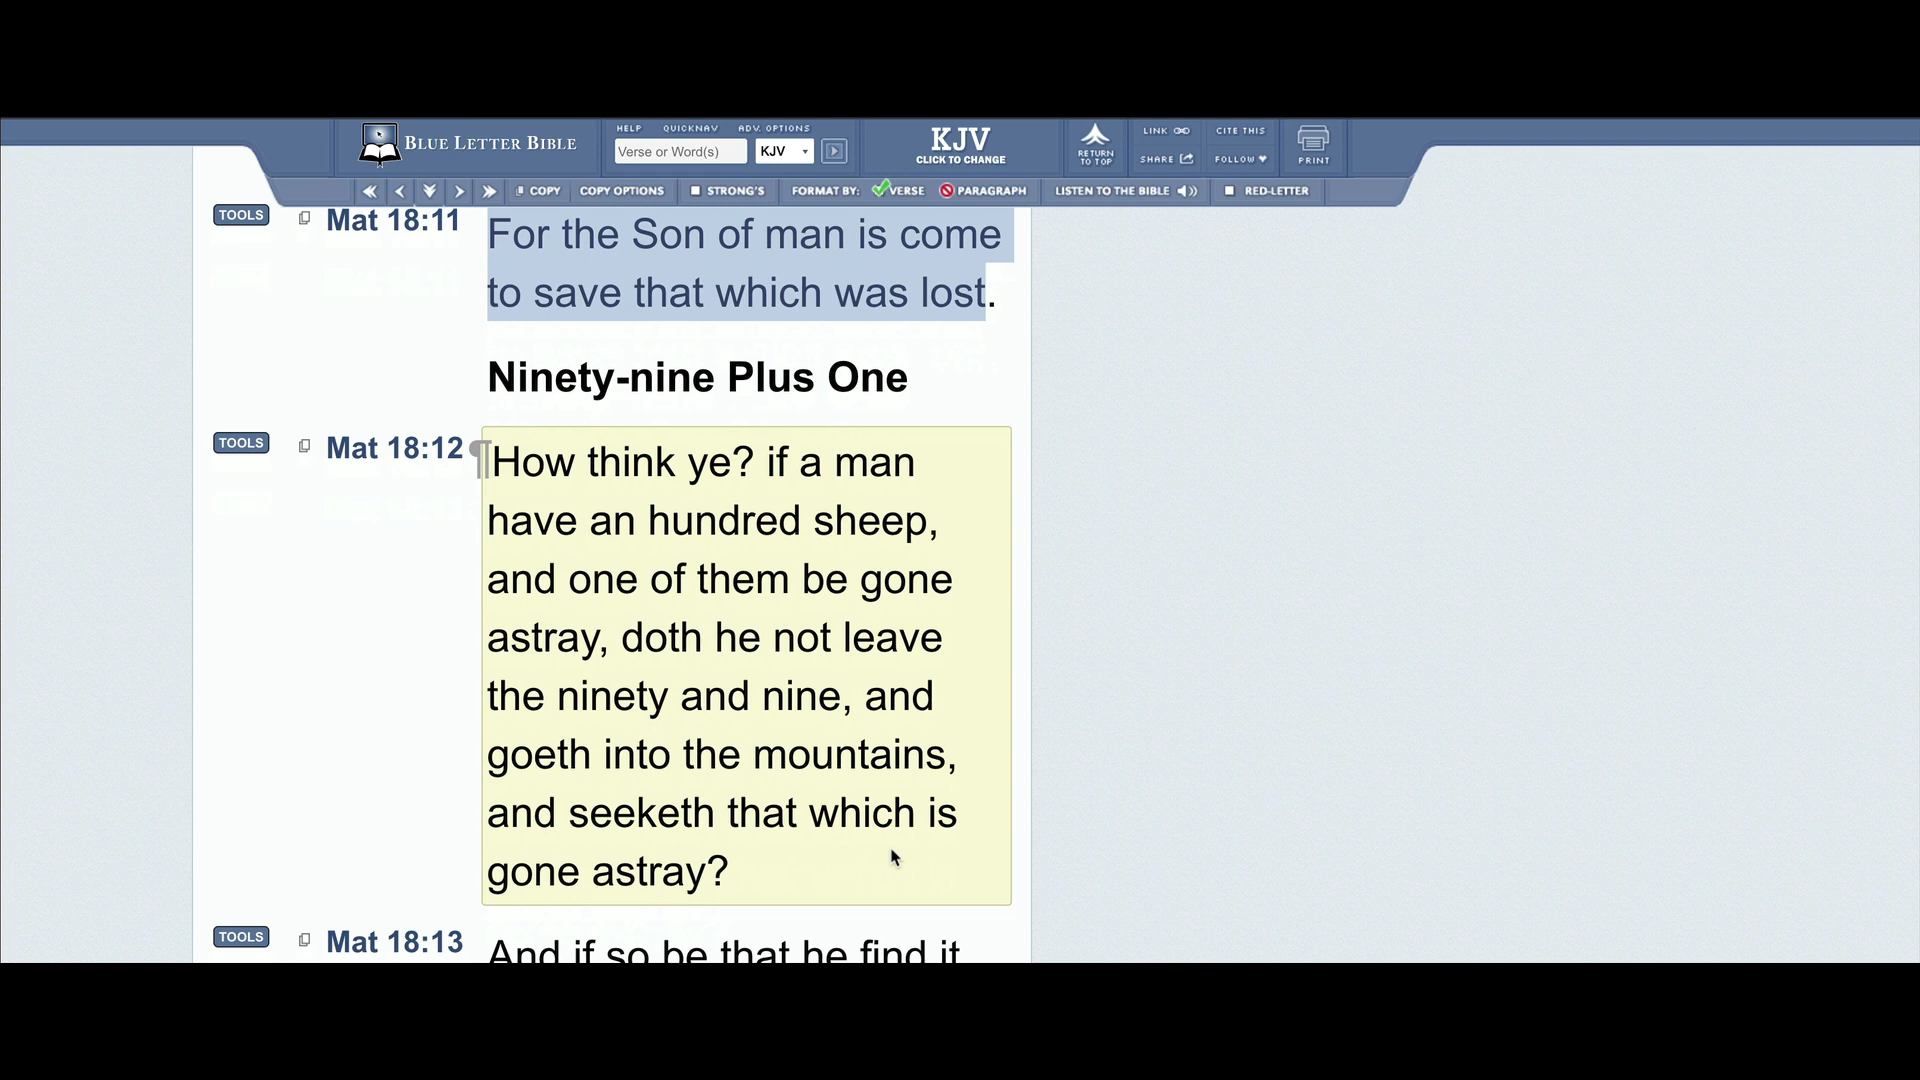 BLUE LETTER BIBLE
HELP QUICKNAV ADV. OPTIONS
Verse or Word(s) KJV
KJV
CLICK TO CHANGE
RETURN
TO TOP
LINK
SHARE
CITE THIS
FOLLOW
PRINT
COPY COPY OPTIONS STRONG'S FORMAT BY: VERSE PARAGRAPH LISTEN TO THE BIBLE RED-LETTER
TOOLS Mat 18:11 For the Son of man is come
to save that which was lost.
Ninety-nine Plus One
TOOLS Mat 18:12 ¶How think ye? if a man
have an hundred sheep,
and one of them be gone
astray, doth he not leave
the ninety and nine, and
goeth into the mountains,
and seeketh that which is
gone astray?
TOOLS Mat 18:13 And if so be that he find it